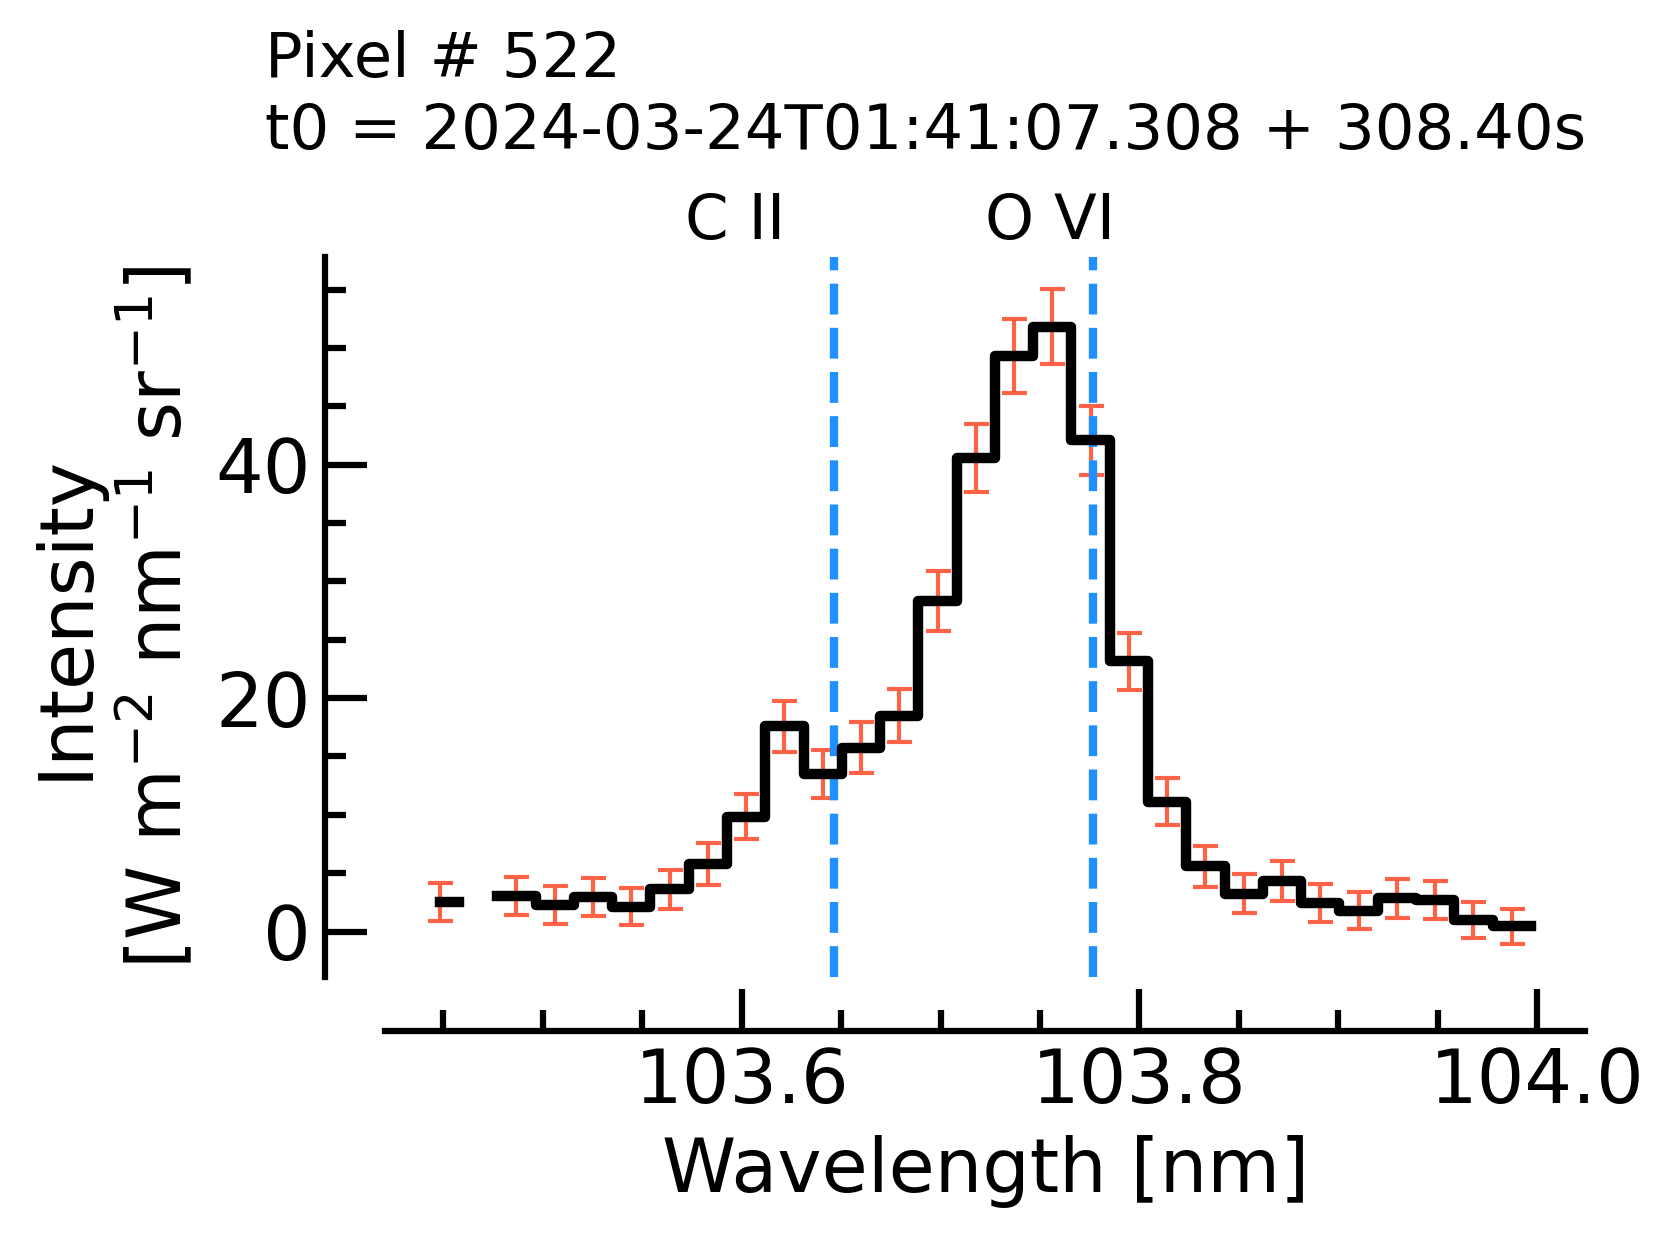 Pixel # 522
t0 = 2024-03-24T01:41:07.308 + 308.40s
C II O VI
Intensity
[W m⁻² nm⁻¹ sr⁻¹]
40
20
0
103.6 103.8 104.0
Wavelength [nm]